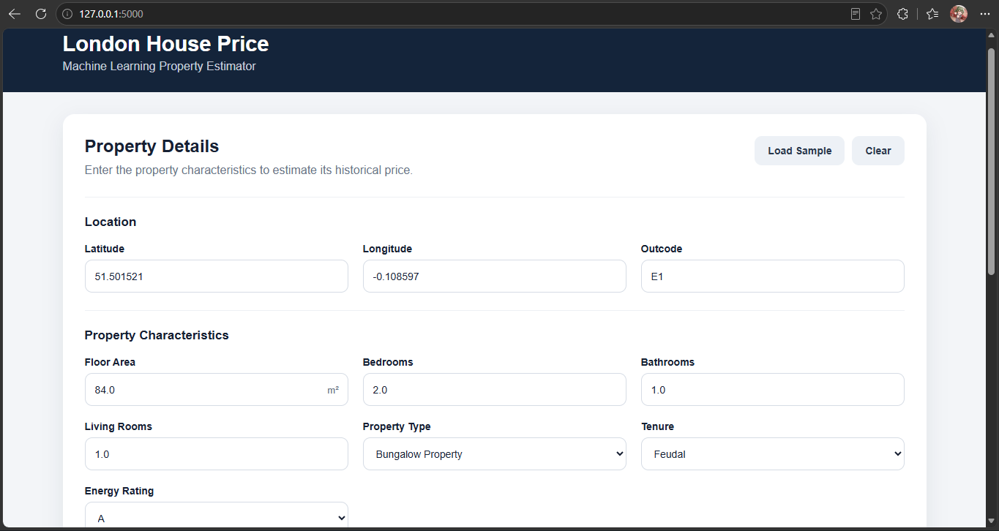 127.0.0.1:5000
London House Price
Machine Learning Property Estimator
Property Details
Enter the property characteristics to estimate its historical price.
Load Sample
Clear
Location
Latitude
Longitude
Outcode
51.501521
-0.108597
E1
Property Characteristics
Floor Area
Bedrooms
Bathrooms
84.0 m²
2.0
1.0
Living Rooms
Property Type
Tenure
1.0
Bungalow Property
Feudal
Energy Rating
A